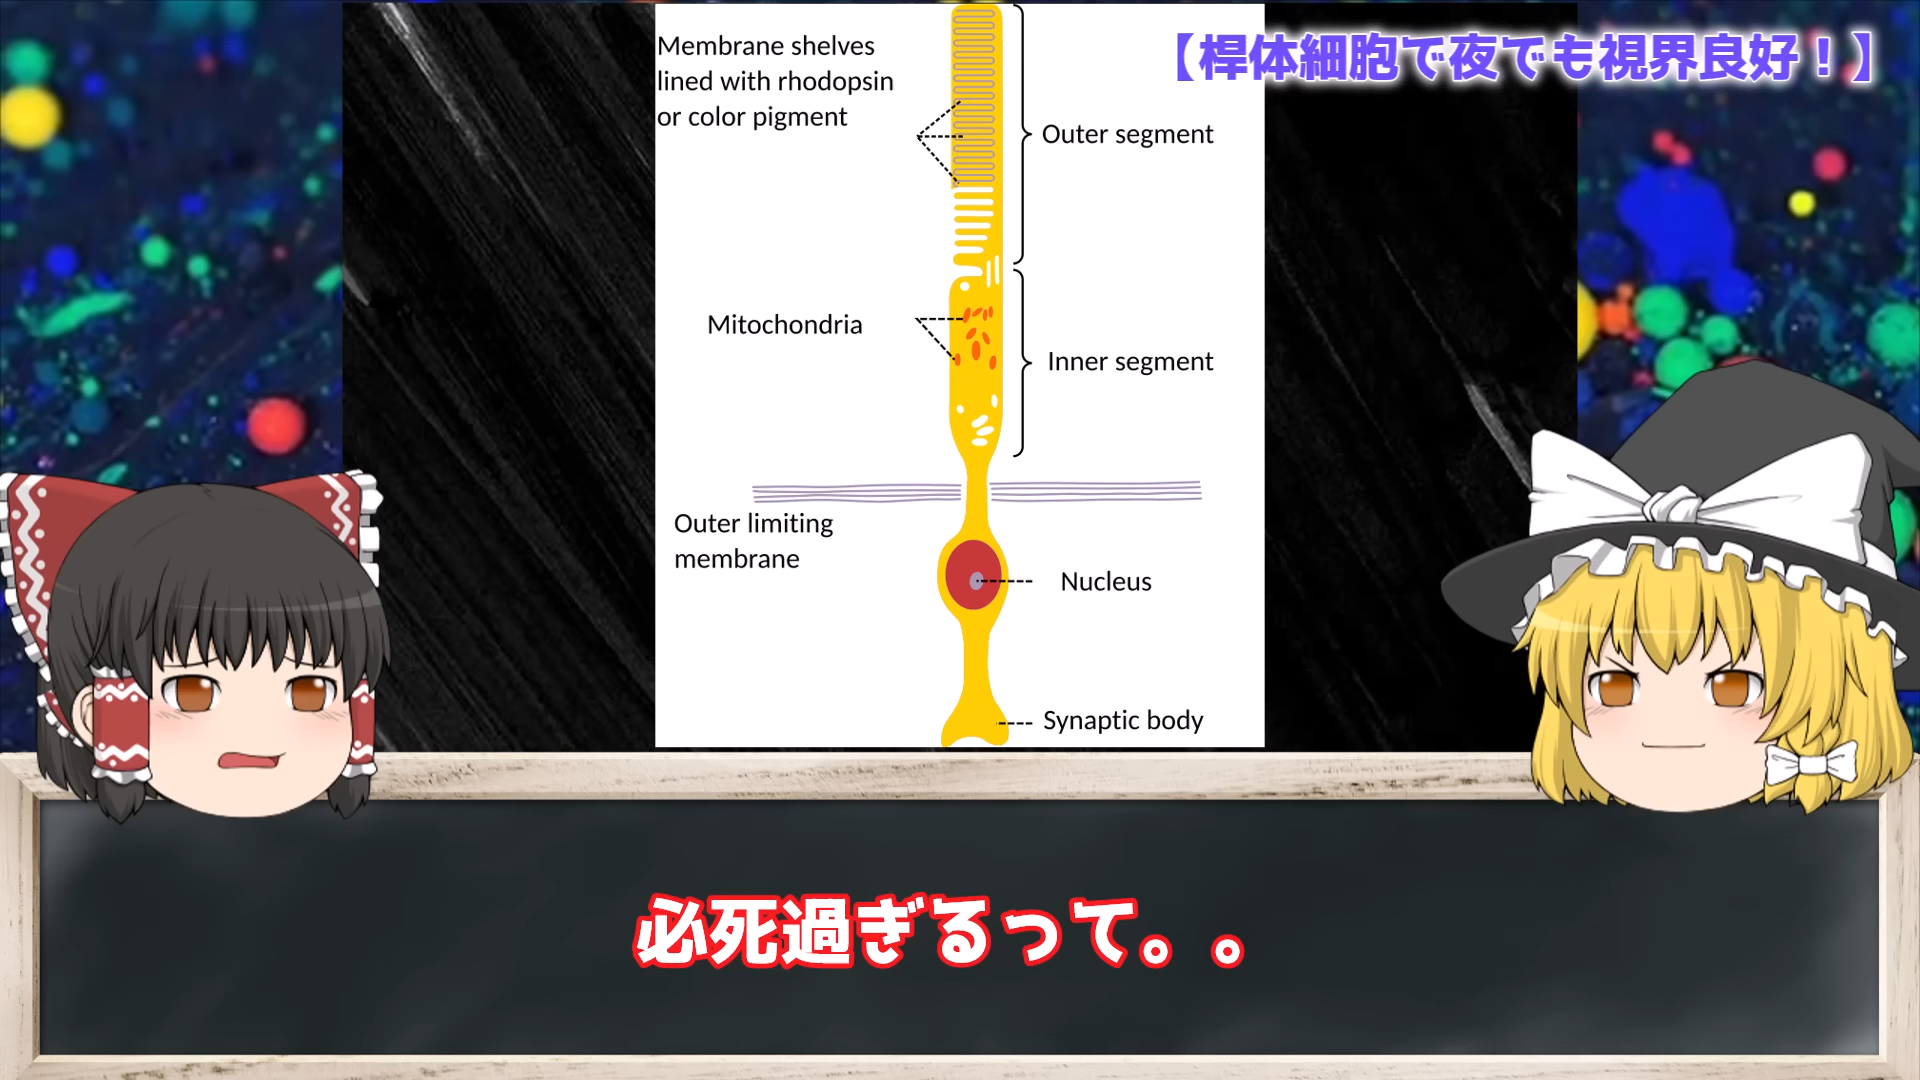 【桿体細胞で夜でも視界良好！】
Membrane shelves
lined with rhodopsin
or color pigment
Outer segment
Mitochondria
Inner segment
Outer limiting
membrane
Nucleus
Synaptic body
必死過ぎるって。。